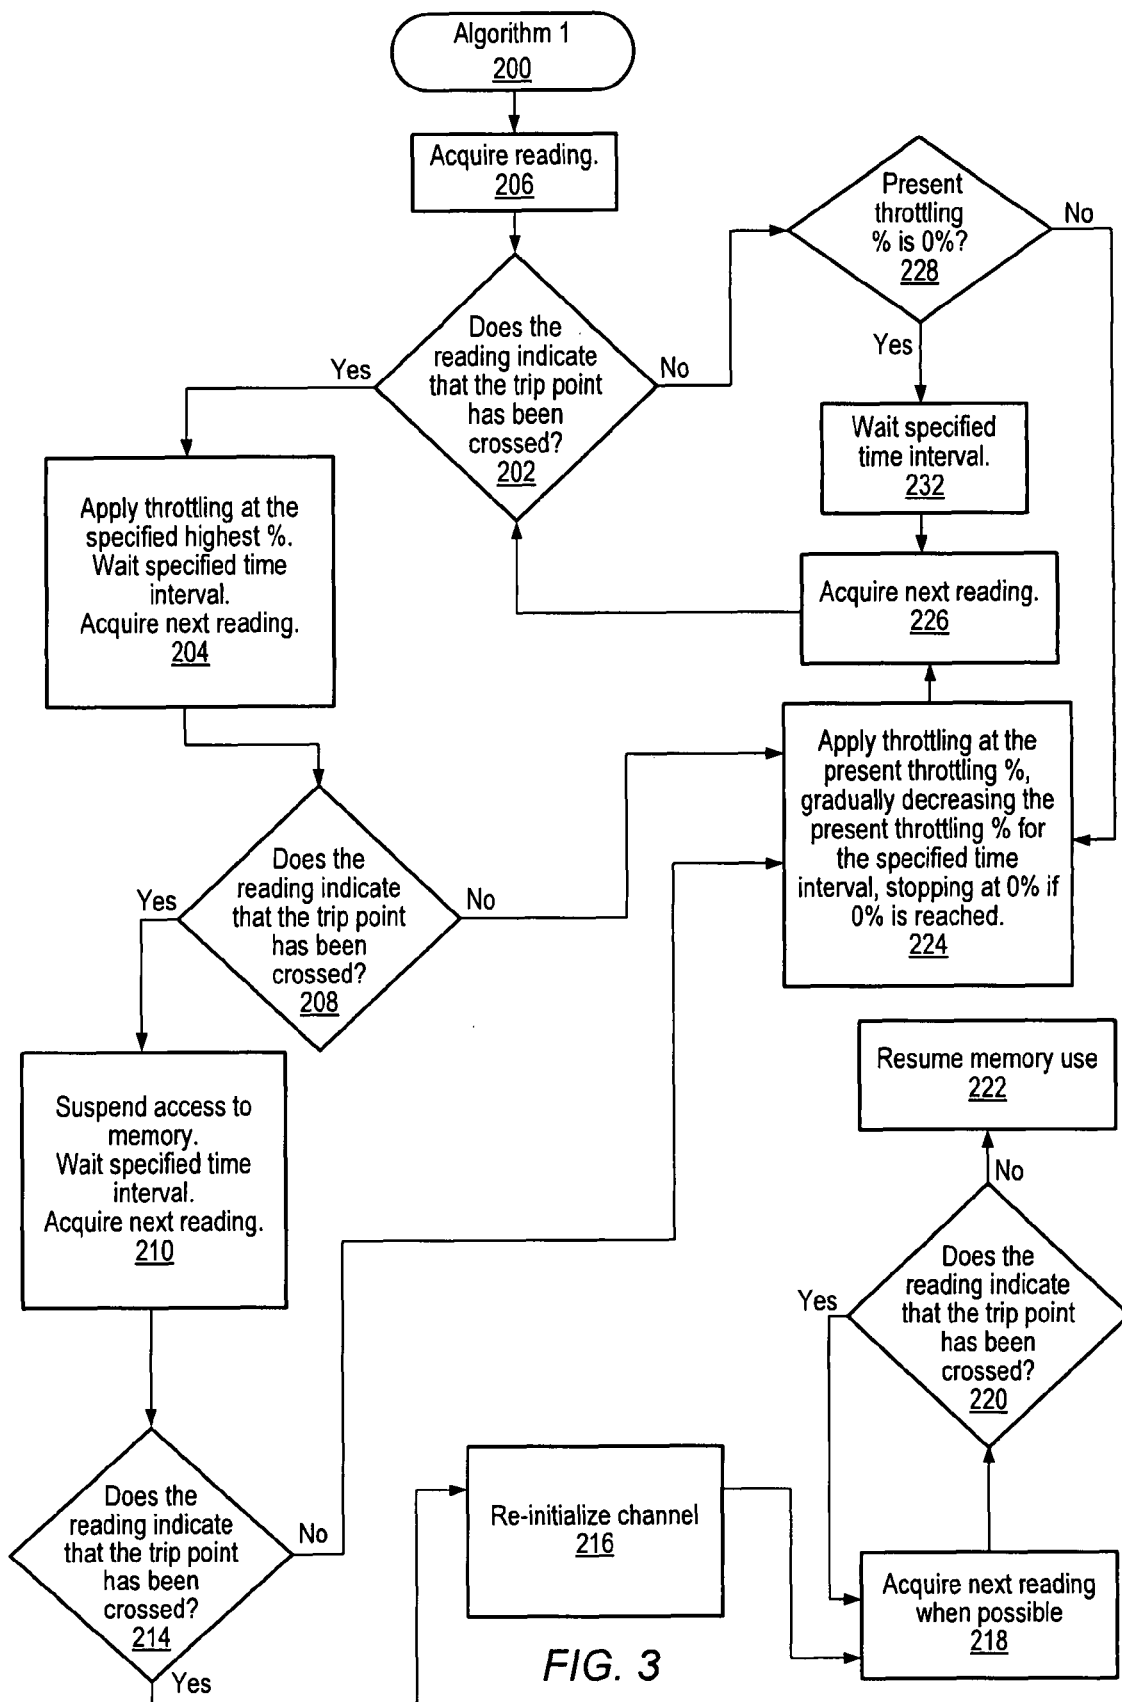 Algorithm 1
200
Acquire reading.
206
Present
throttling
% is 0%?
228
No
Yes
Does the
reading indicate
that the trip point
has been
crossed?
202
Yes
No
Wait specified
time interval.
232
Apply throttling at the
specified highest %.
Wait specified time
interval.
Acquire next reading.
204
Acquire next reading.
226
Apply throttling at the
present throttling %,
gradually decreasing the
present throttling % for
the specified time
interval, stopping at 0% if
0% is reached.
224
Does the
reading indicate
that the trip point
has been
crossed?
208
Yes
No
Suspend access to
memory.
Wait specified time
interval.
Acquire next reading.
210
Resume memory use
222
No
Does the
reading indicate
that the trip point
has been
crossed?
220
Yes
Does the
reading indicate
that the trip point
has been
crossed?
214
No
Yes
Re-initialize channel
216
Acquire next reading
when possible
218
FIG. 3